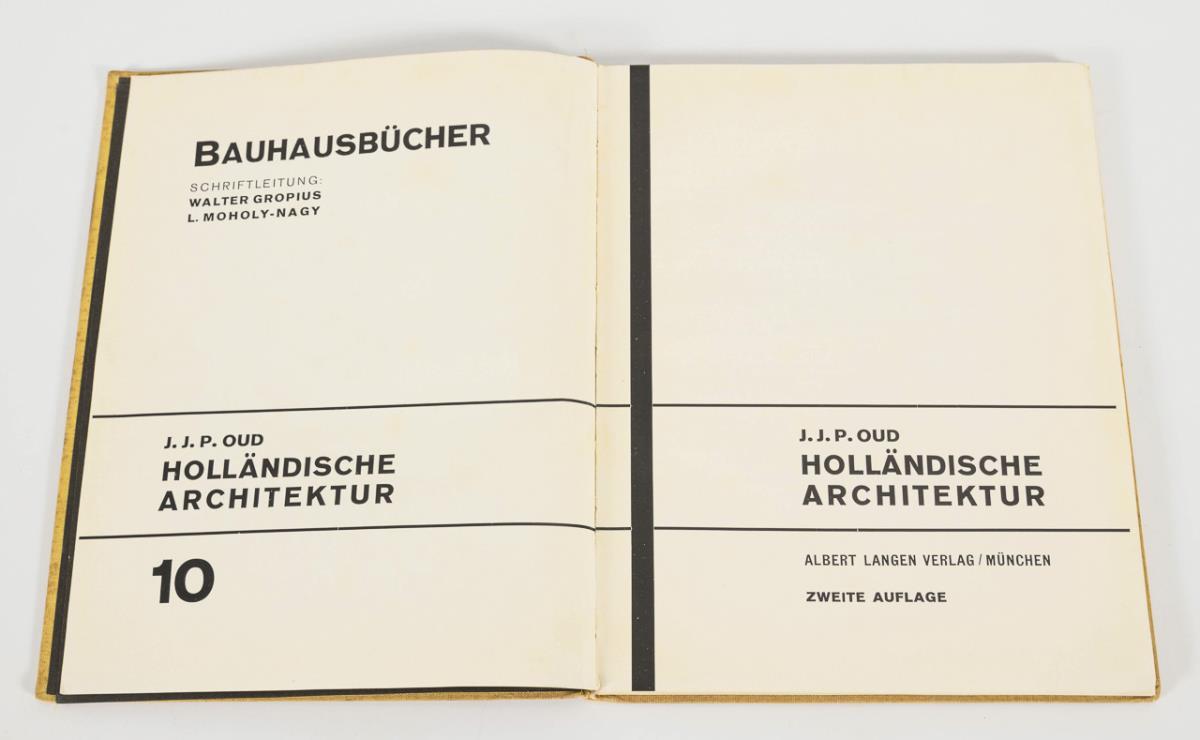 BAUHAUSBÜCHER
SCHRIFTLEITUNG:
WALTER GROPIUS
L. MOHOLY-NAGY
J. J. P. OUD
HOLLÄNDISCHE
ARCHITEKTUR
10
J. J. P. OUD
HOLLÄNDISCHE
ARCHITEKTUR
ALBERT LANGEN VERLAG / MÜNCHEN
ZWEITE AUFLAGE